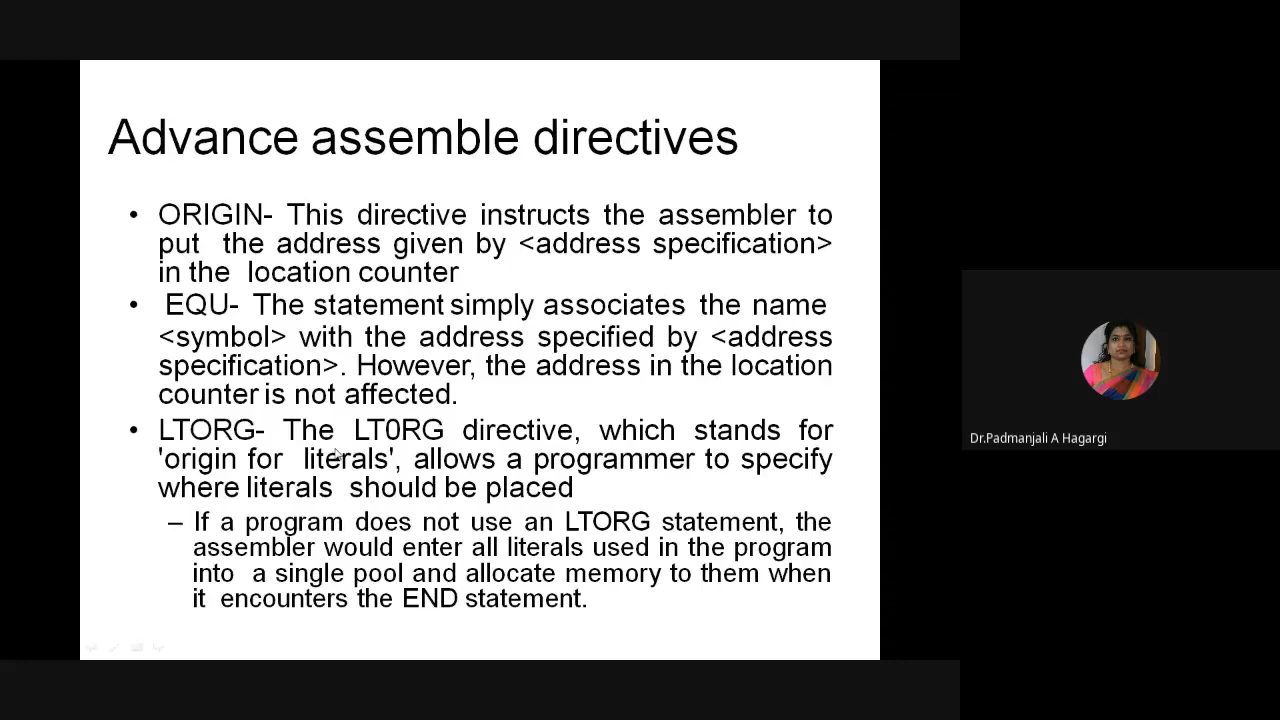 Advance assemble directives
• ORIGIN- This directive instructs the assembler to
put the address given by <address specification>
in the location counter
• EQU- The statement simply associates the name
<symbol> with the address specified by <address
specification>. However, the address in the location
counter is not affected.
• LTORG- The LT0RG directive, which stands for
'origin for literals', allows a programmer to specify
where literals should be placed
– If a program does not use an LTORG statement, the
assembler would enter all literals used in the program
into a single pool and allocate memory to them when
it encounters the END statement.
Dr.Padmanjali A Hagargi